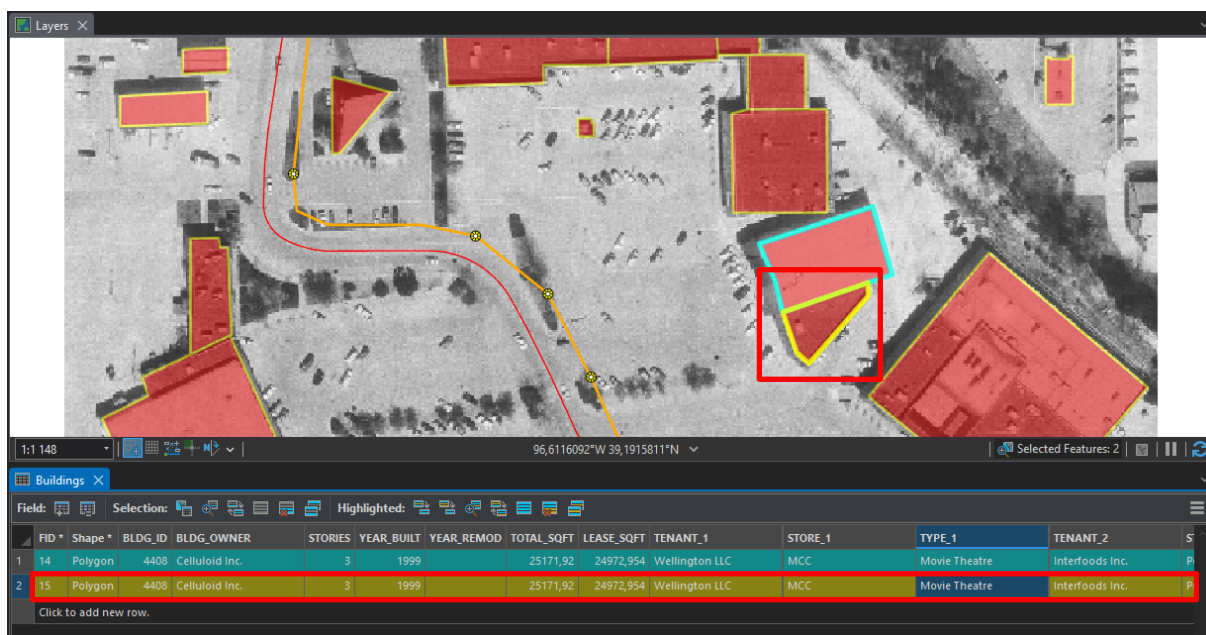 Layers
1:1 148
96,6116092°W 39,1915811°N
Selected Features: 2
Buildings
Field: Selection: Highlighted:
FID * Shape * BLDG_ID BLDG_OWNER STORIES YEAR_BUILT YEAR_REMOD TOTAL_SQFT LEASE_SQFT TENANT_1 STORE_1 TYPE_1 TENANT_2
1 14 Polygon 4408 Celluloid Inc. 3 1999 25171,92 24972,954 Wellington LLC MCC Movie Theatre Interfoods Inc.
2 15 Polygon 4408 Celluloid Inc. 3 1999 25171,92 24972,954 Wellington LLC MCC Movie Theatre Interfoods Inc.
Click to add new row.